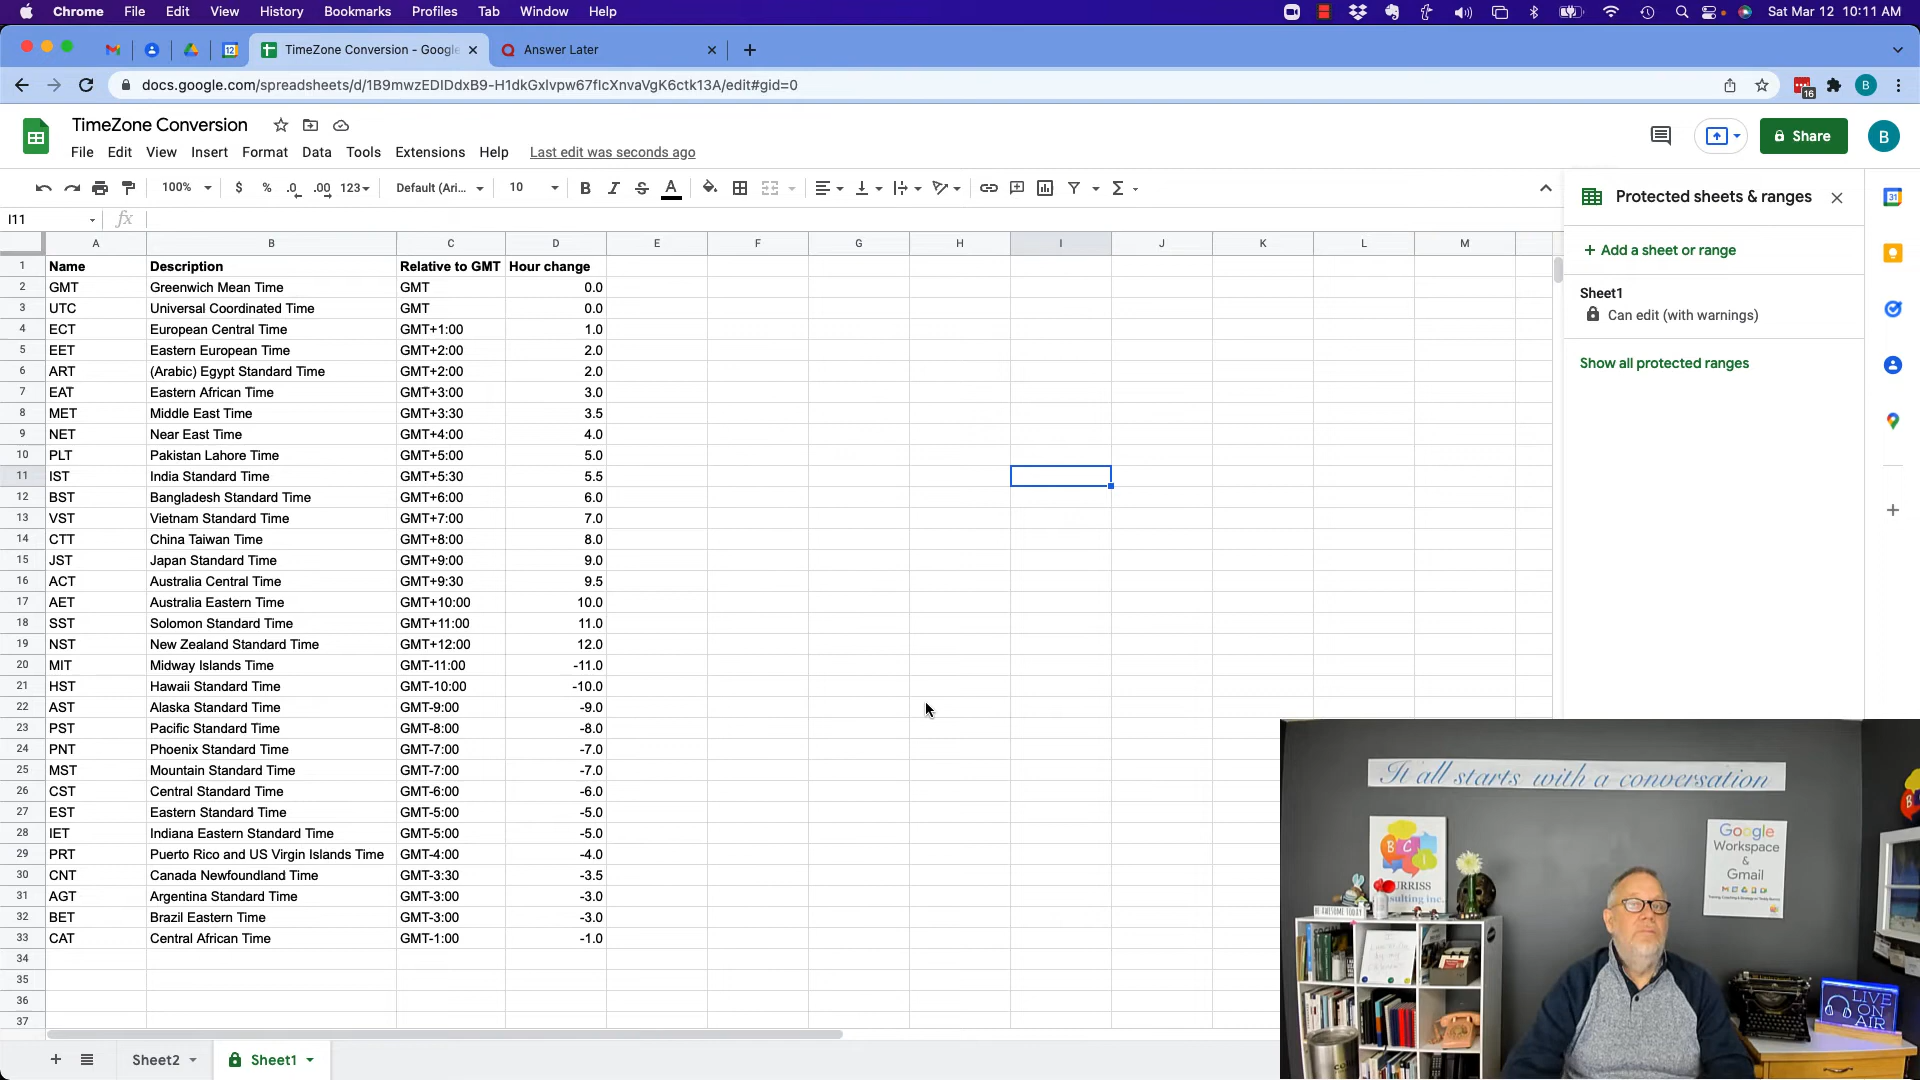 Chrome File Edit View History Bookmarks Profiles Tab Window Help Sat Mar 12 10:11 AM
12 TimeZone Conversion - Google Answer Later
docs.google.com/spreadsheets/d/1B9mwzEDIDdxB9-H1dkGxlvpw67flcXnvaVgK6ctk13A/edit#gid=0 16 B
TimeZone Conversion
Share B
File Edit View Insert Format Data Tools Extensions Help Last edit was seconds ago
100% $ % .0 .00 123 Default (Ari... 10 B I S A Σ
I11 fx
Protected sheets & ranges
31
A B C D E F G H I J K L M
+ Add a sheet or range
Sheet1
Can edit (with warnings)
Show all protected ranges
1 Name Description Relative to GMT Hour change
2 GMT Greenwich Mean Time GMT 0.0
3 UTC Universal Coordinated Time GMT 0.0
4 ECT European Central Time GMT+1:00 1.0
5 EET Eastern European Time GMT+2:00 2.0
6 ART (Arabic) Egypt Standard Time GMT+2:00 2.0
7 EAT Eastern African Time GMT+3:00 3.0
8 MET Middle East Time GMT+3:30 3.5
9 NET Near East Time GMT+4:00 4.0
10 PLT Pakistan Lahore Time GMT+5:00 5.0
11 IST India Standard Time GMT+5:30 5.5
12 BST Bangladesh Standard Time GMT+6:00 6.0
13 VST Vietnam Standard Time GMT+7:00 7.0
14 CTT China Taiwan Time GMT+8:00 8.0
15 JST Japan Standard Time GMT+9:00 9.0
16 ACT Australia Central Time GMT+9:30 9.5
17 AET Australia Eastern Time GMT+10:00 10.0
18 SST Solomon Standard Time GMT+11:00 11.0
19 NST New Zealand Standard Time GMT+12:00 12.0
20 MIT Midway Islands Time GMT-11:00 -11.0
21 HST Hawaii Standard Time GMT-10:00 -10.0
22 AST Alaska Standard Time GMT-9:00 -9.0
23 PST Pacific Standard Time GMT-8:00 -8.0
24 PNT Phoenix Standard Time GMT-7:00 -7.0
25 MST Mountain Standard Time GMT-7:00 -7.0
26 CST Central Standard Time GMT-6:00 -6.0
27 EST Eastern Standard Time GMT-5:00 -5.0
28 IET Indiana Eastern Standard Time GMT-5:00 -5.0
29 PRT Puerto Rico and US Virgin Islands Time GMT-4:00 -4.0
30 CNT Canada Newfoundland Time GMT-3:30 -3.5
31 AGT Argentina Standard Time GMT-3:00 -3.0
32 BET Brazil Eastern Time GMT-3:00 -3.0
33 CAT Central African Time GMT-1:00 -1.0
34
35
36
37
+ Sheet2 Sheet1
It all starts with a conversation
B C I
URRISS
nsulting inc.
BE AWESOME TODAY
Google
Workspace
&
Gmail
LIVE
ON AIR